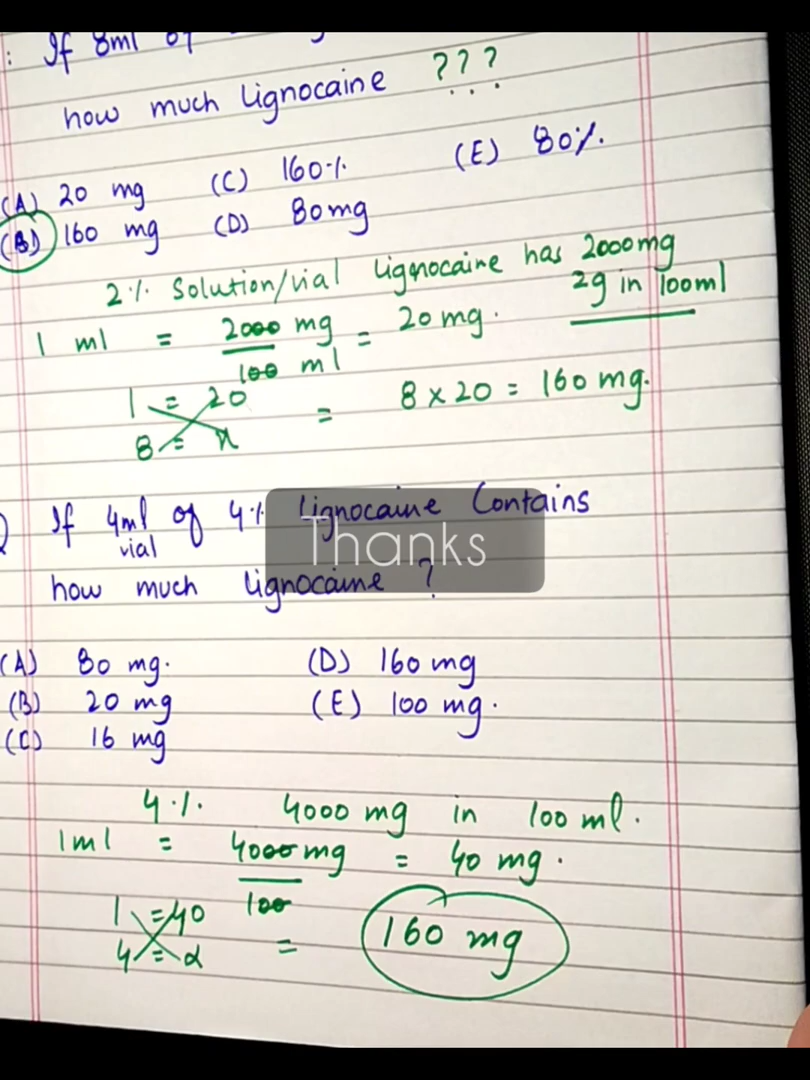 : If 8ml of
how much Lignocaine ???
(A) 20 mg (C) 160% (E) 80%.
(B) 160 mg (D) 80mg
2% Solution/vial Lignocaine has 2000mg
2g in 100ml
1 ml = 2000 mg = 20 mg.
100 ml
1 = 20
8 = x = 8 x 20 = 160 mg.
If 4ml of 4% Lignocaine Contains
vial
Thanks
how much Lignocaine ?
(A) 80 mg. (D) 160 mg
(B) 20 mg (E) 100 mg.
(C) 16 mg
4%. 4000 mg in 100 ml.
1ml = 4000 mg = 40 mg.
100
1 = 40
4 = α = 160 mg